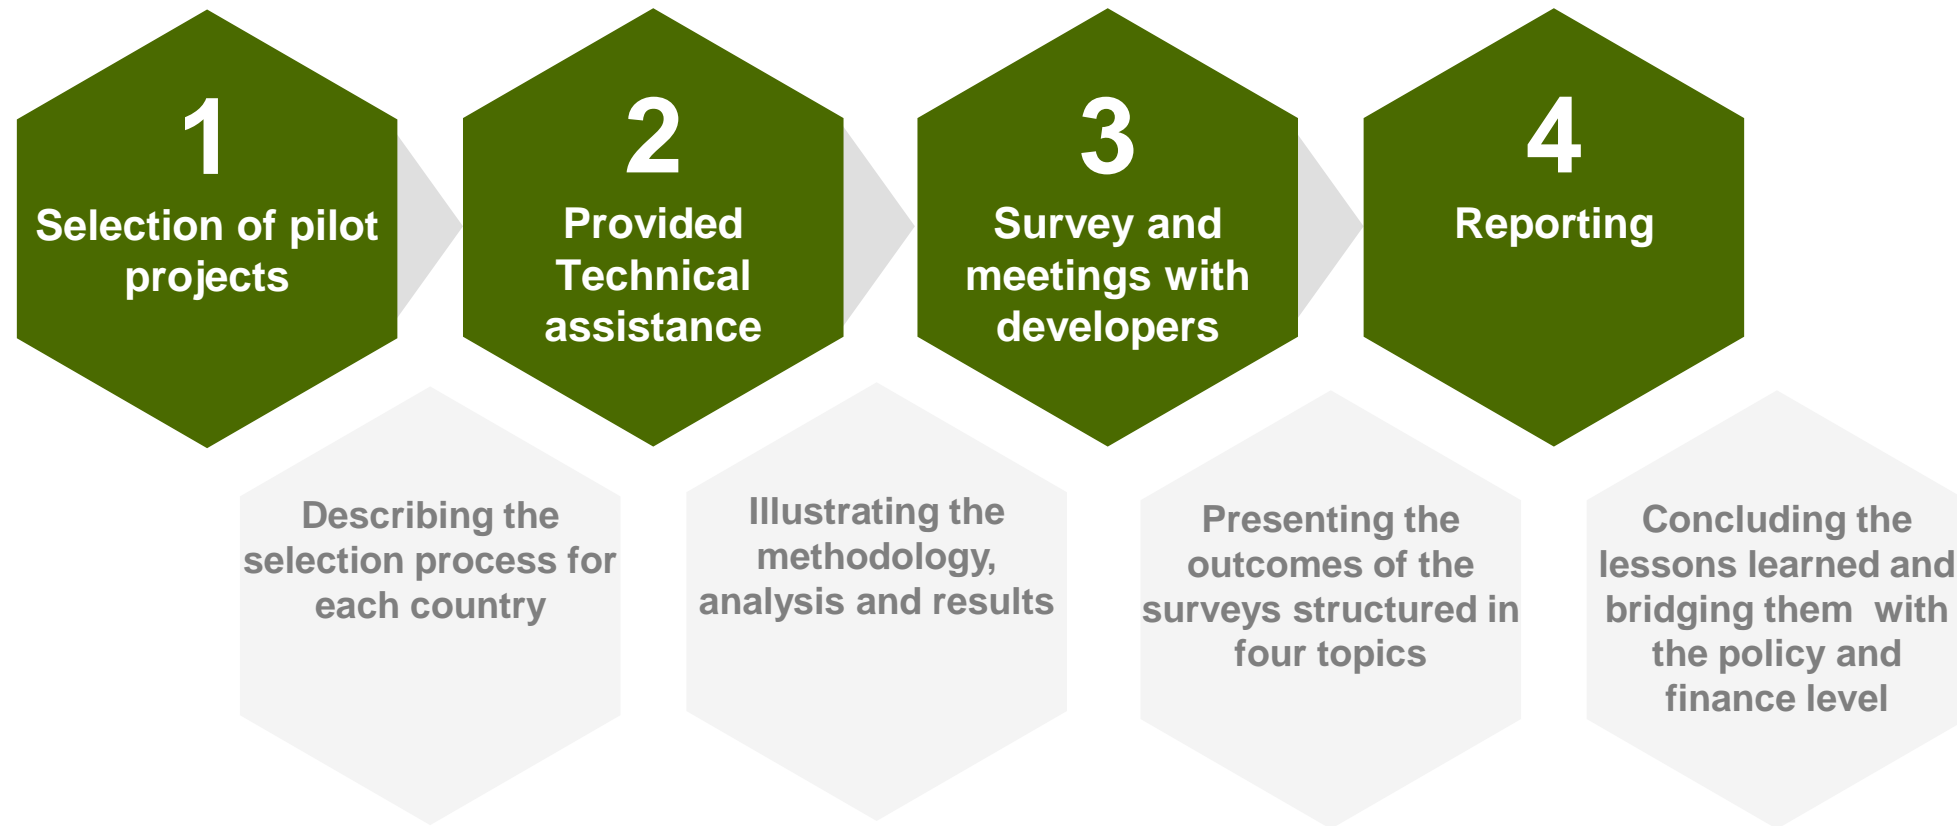 1
Selection of pilot
projects
2
Provided
Technical
assistance
3
Survey and
meetings with
developers
4
Reporting
Describing the
selection process for
each country
Illustrating the
methodology,
analysis and results
Presenting the
outcomes of the
surveys structured in
four topics
Concluding the
lessons learned and
bridging them  with
the policy and
finance level